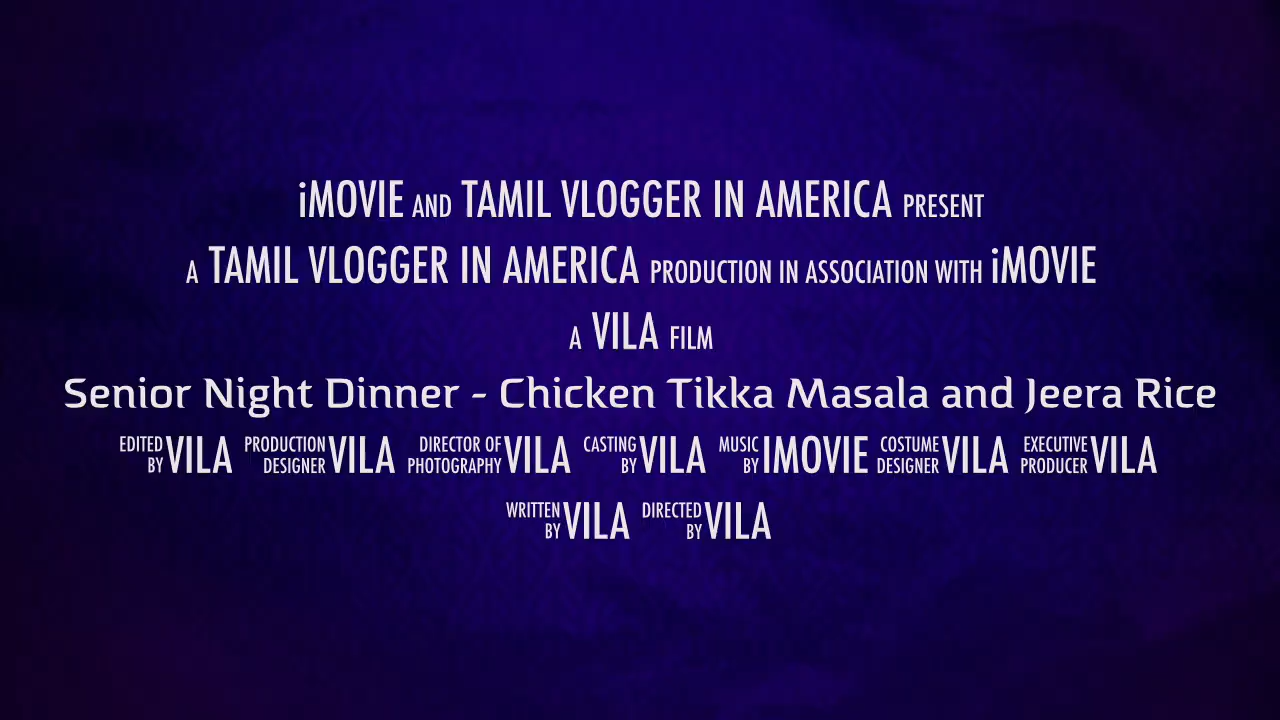 iMOVIE AND TAMIL VLOGGER IN AMERICA PRESENT
A TAMIL VLOGGER IN AMERICA PRODUCTION IN ASSOCIATION WITH iMOVIE
A VILA FILM
Senior Night Dinner - Chicken Tikka Masala and Jeera Rice
EDITED BY VILA PRODUCTION DESIGNER VILA DIRECTOR OF PHOTOGRAPHY VILA CASTING BY VILA MUSIC BY IMOVIE COSTUME DESIGNER VILA EXECUTIVE PRODUCER VILA
WRITTEN BY VILA DIRECTED BY VILA